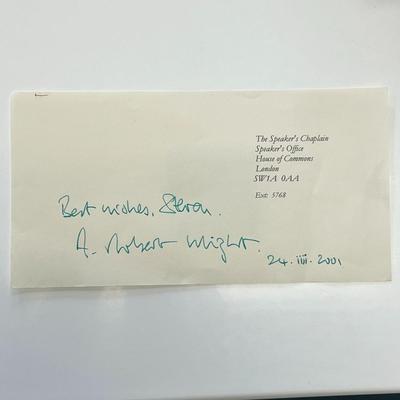 The Speaker's Chaplain
Speaker's Office
House of Commons
London
SW1A 0AA
Ext: 5768
Best wishes, Steven.
A. Robert Wright.
24. iiii. 2001